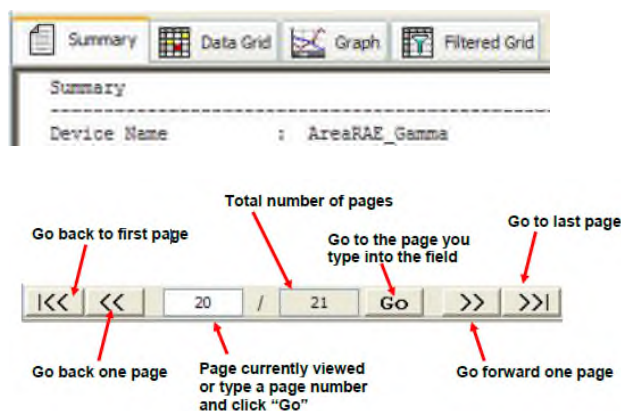 Summary Data Grid Graph Filtered Grid
Summary
Device Name : AreaRAE_Gamma
Total number of pages
Go back to first page
Go to the page you
type into the field
Go to last page
|<< << 20 / 21 Go >> >>|
Go back one page
Page currently viewed
or type a page number
and click “Go”
Go forward one page